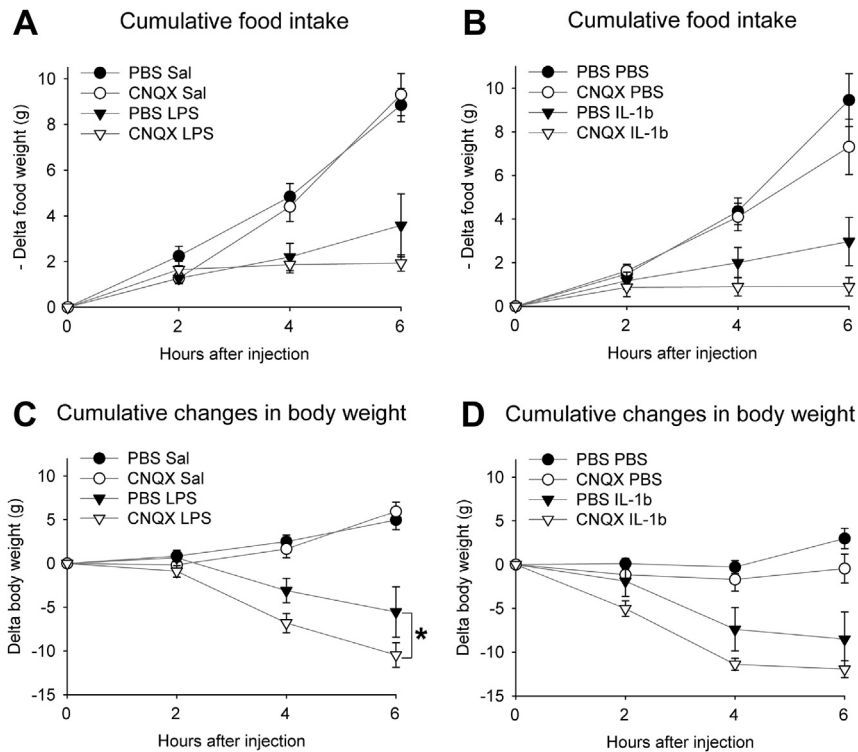 A
Cumulative food intake
PBS Sal
CNQX Sal
PBS LPS
CNQX LPS
- Delta food weight (g)
10
8
6
4
2
0
0 2 4 6
Hours after injection
B
Cumulative food intake
PBS PBS
CNQX PBS
PBS IL-1b
CNQX IL-1b
- Delta food weight (g)
10
8
6
4
2
0
0 2 4 6
Hours after injection
C
Cumulative changes in body weight
PBS Sal
CNQX Sal
PBS LPS
CNQX LPS
Delta body weight (g)
10
5
0
-5
-10
-15
*
0 2 4 6
Hours after injection
D
Cumulative changes in body weight
PBS PBS
CNQX PBS
PBS IL-1b
CNQX IL-1b
Delta body weight (g)
10
5
0
-5
-10
-15
0 2 4 6
Hours after injection